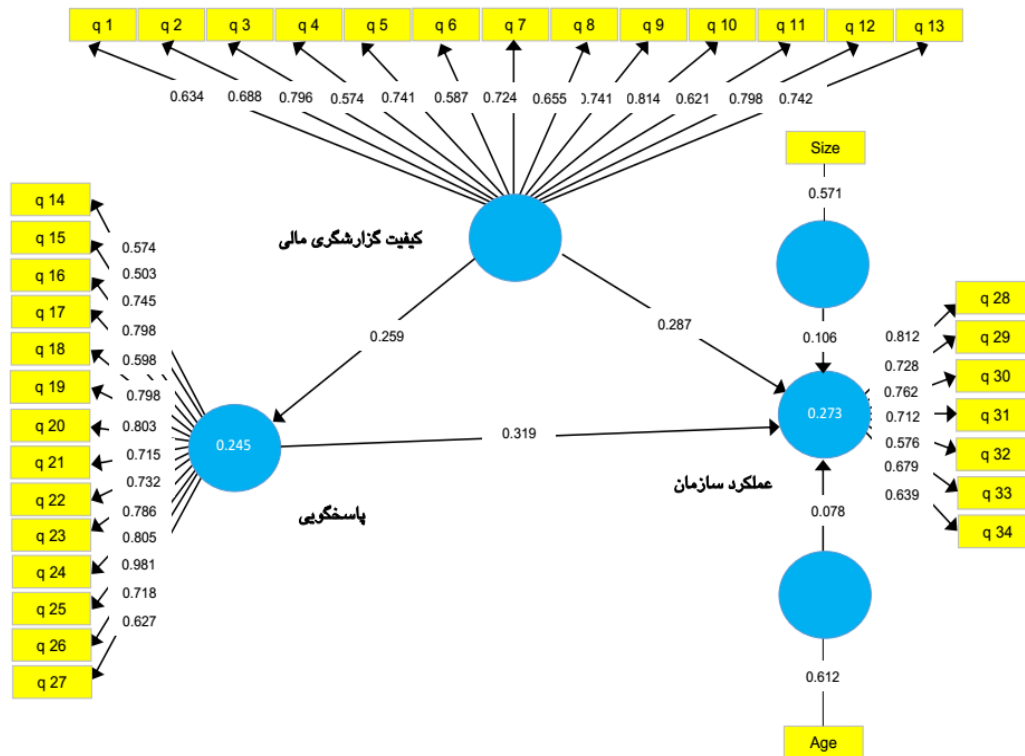 q 1 q 2 q 3 q 4 q 5 q 6 q 7 q 8 q 9 q 10 q 11 q 12 q 13
0.634 0.688 0.796 0.574 0.741 0.587 0.724 0.655 0.741 0.814 0.621 0.798 0.742
Size
0.571
کیفیت گزارشگری مالی
q 14
q 15
q 16
q 17
q 18
q 19
q 20
q 21
q 22
q 23
q 24
q 25
q 26
q 27
0.574
0.503
0.745
0.798
0.598
0.798
0.803
0.715
0.732
0.786
0.805
0.981
0.718
0.627
0.259
0.287
0.106
0.245
0.319
0.273
پاسخگویی
عملکرد سازمان
0.812
0.728
0.762
0.712
0.576
0.679
0.639
q 28
q 29
q 30
q 31
q 32
q 33
q 34
0.078
0.612
Age